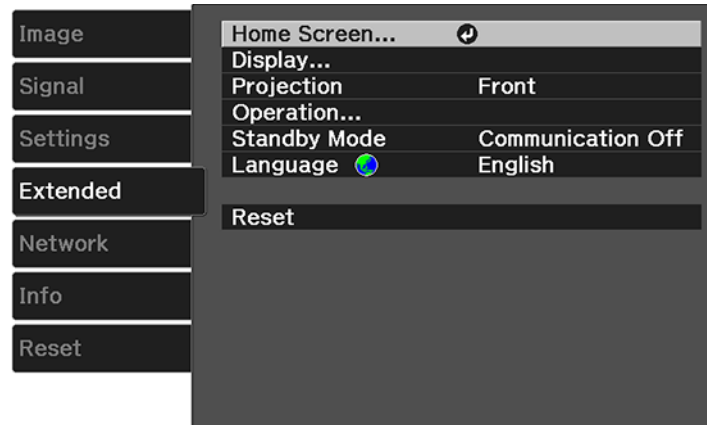 Image
Signal
Settings
Extended
Network
Info
Reset
Home Screen...
Display...
Projection Front
Operation...
Standby Mode Communication Off
Language English
Reset